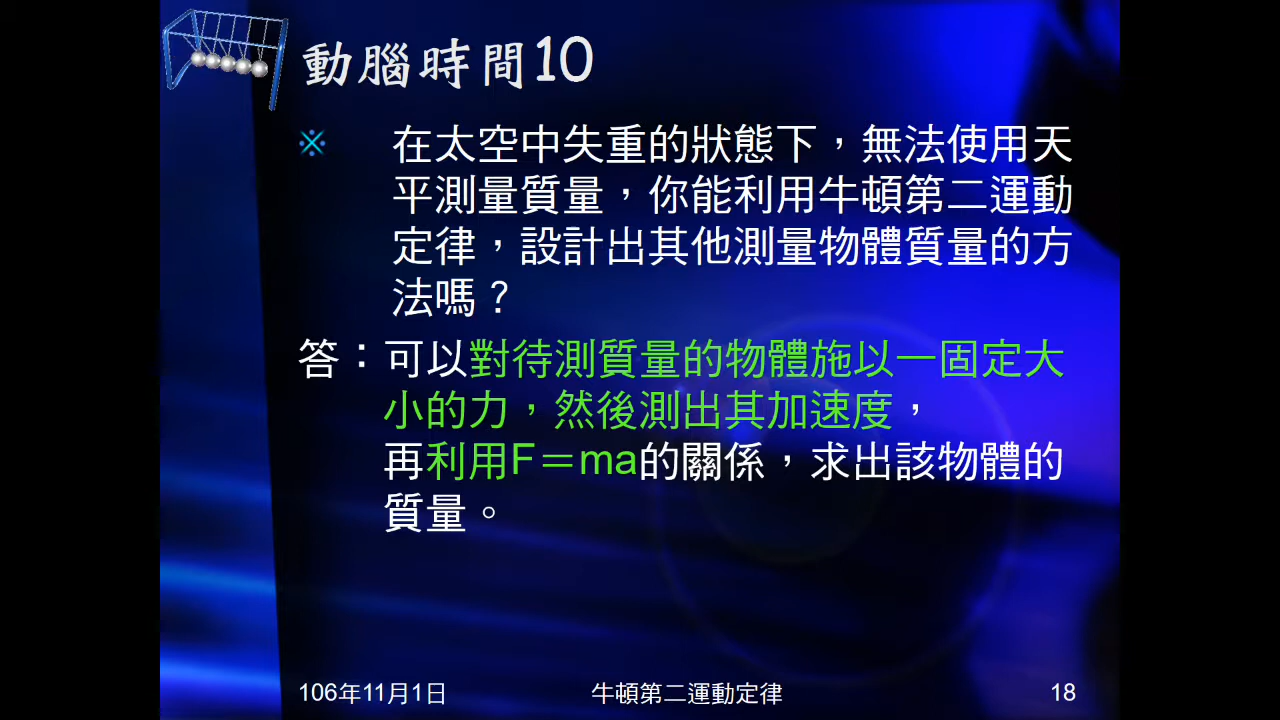 動腦時間10
※ 在太空中失重的狀態下，無法使用天
平測量質量，你能利用牛頓第二運動
定律，設計出其他測量物體質量的方
法嗎？
答：可以對待測質量的物體施以一固定大
小的力，然後測出其加速度，
再利用F＝ma的關係，求出該物體的
質量。
106年11月1日 牛頓第二運動定律 18